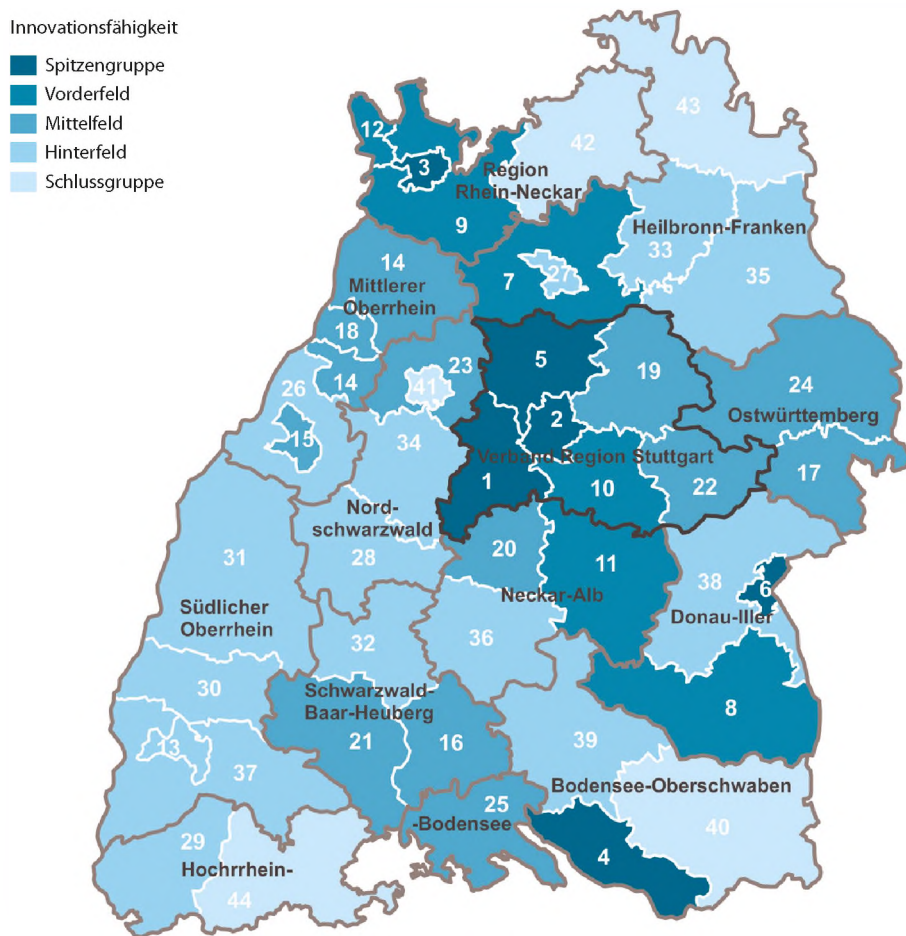 Innovationsfähigkeit
Spitzengruppe
Vorderfeld
Mittelfeld
Hinterfeld
Schlussgruppe
43
12
42
3
Region
Rhein-Neckar
9
Heilbronn-Franken
33
14
7
27
35
Mittlerer
Oberrhein
18
5
23
19
26
14
41
24
Ostwürttemberg
2
15
34
Verband Region Stuttgart
17
1
10
22
Nord-
schwarzwald
20
31
28
11
38
6
Neckar-Alb
Südlicher
Oberrhein
Donau-Iller
32
36
30
Schwarzwald-
Baar-Heuberg
8
13
21
16
39
37
Bodensee-Oberschwaben
25
-Bodensee
40
29
4
Hochrrhein-
44